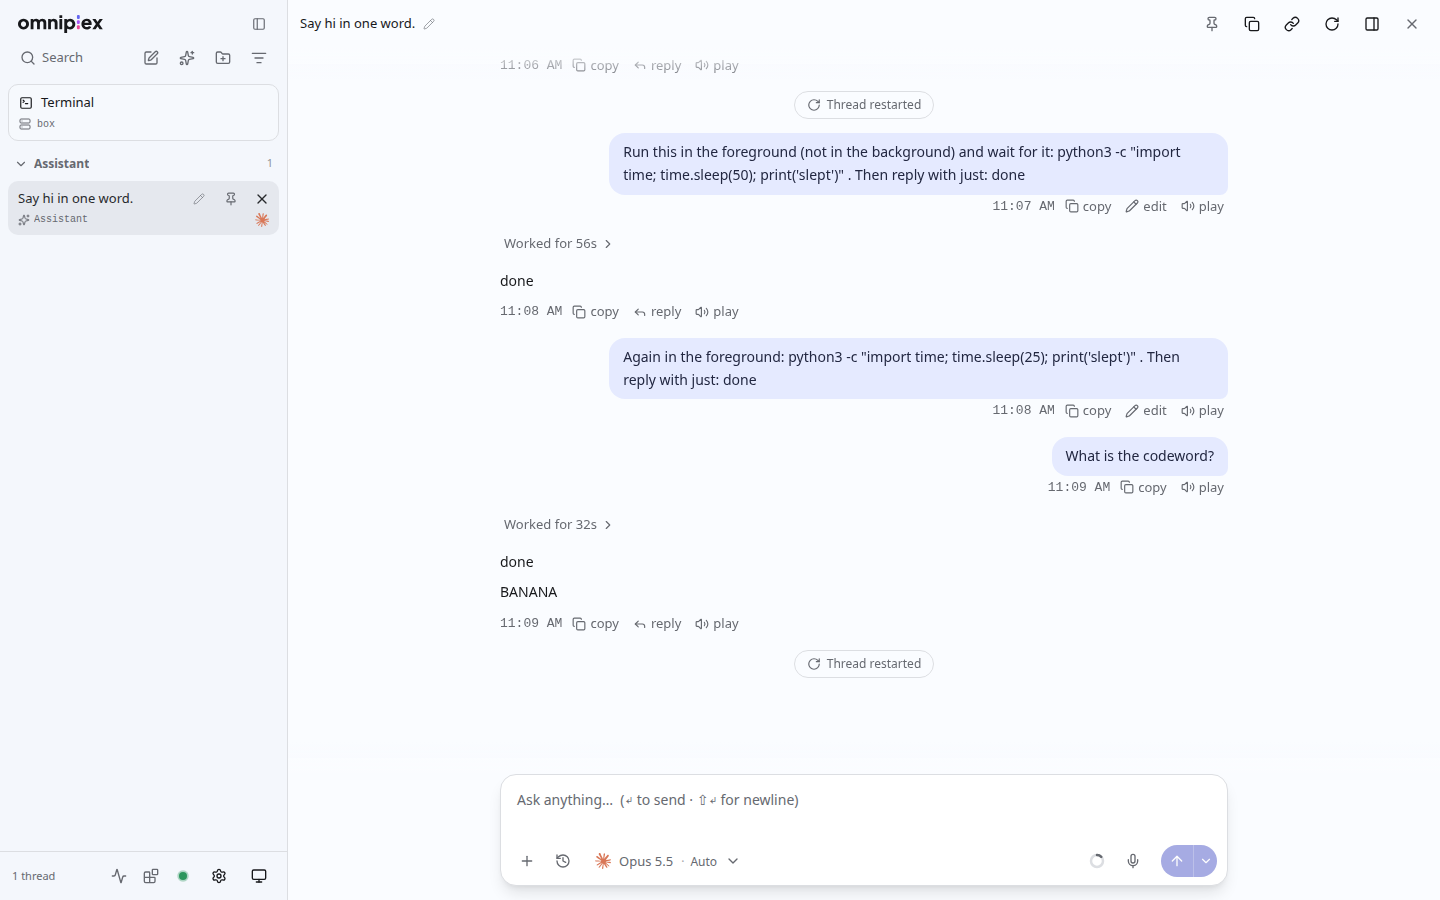 omniplex
Search
Terminal
box
Assistant 1
Say hi in one word.
Assistant
1 thread
Say hi in one word.
11:06 AM copy reply play
Thread restarted
Run this in the foreground (not in the background) and wait for it: python3 -c "import
time; time.sleep(50); print('slept')" . Then reply with just: done
11:07 AM copy edit play
Worked for 56s
done
11:08 AM copy reply play
Again in the foreground: python3 -c "import time; time.sleep(25); print('slept')" . Then
reply with just: done
11:08 AM copy edit play
What is the codeword?
11:09 AM copy play
Worked for 32s
done
BANANA
11:09 AM copy reply play
Thread restarted
Ask anything... (↵ to send · ⇧↵ for newline)
Opus 5.5 · Auto